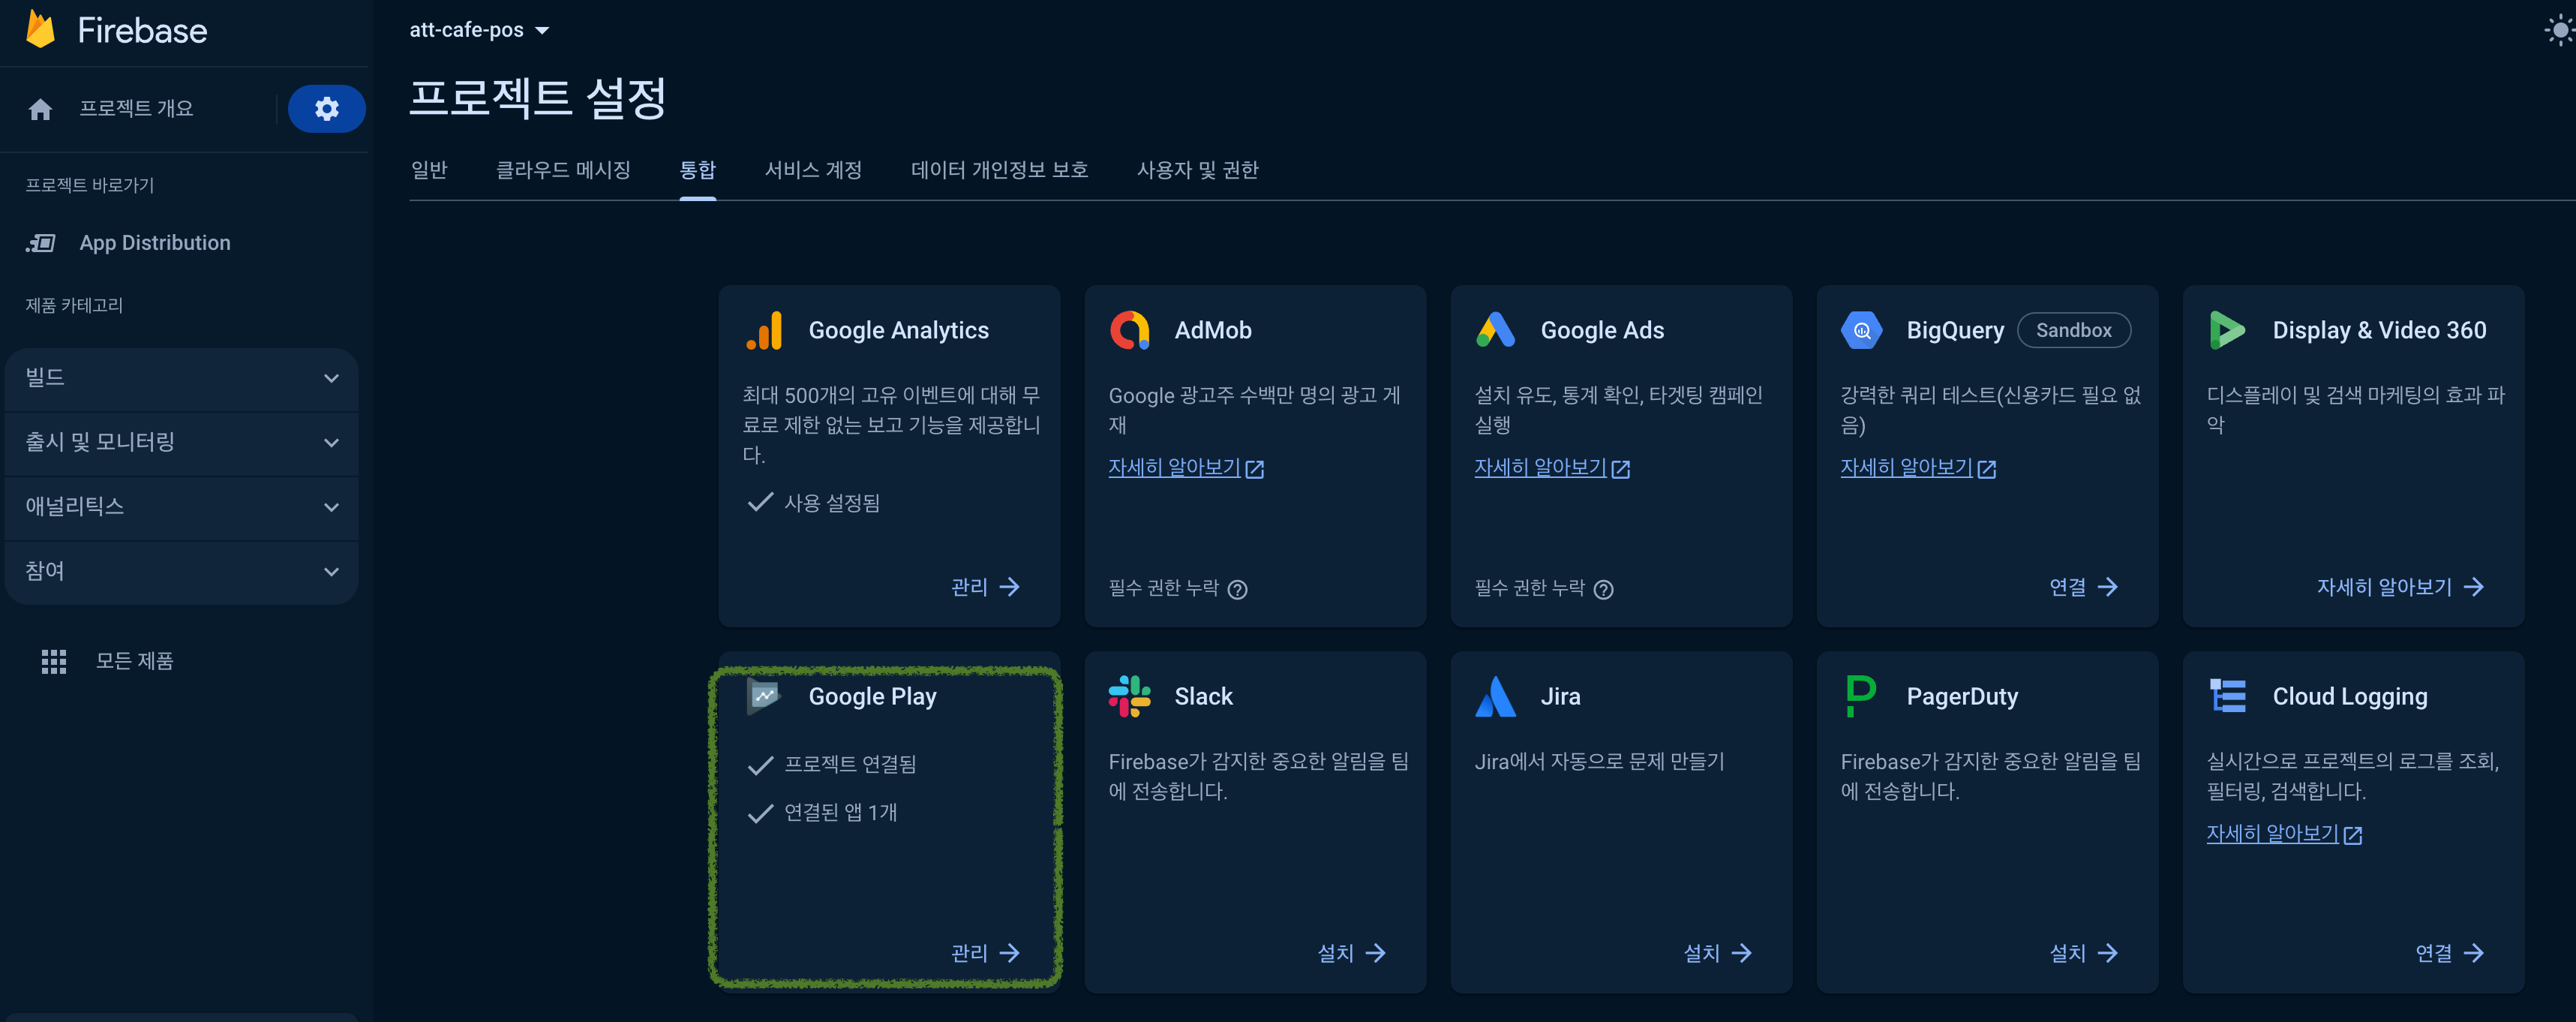 Firebase
att-cafe-pos
프로젝트 개요
프로젝트 설정
일반
클라우드 메시징
통합
서비스 계정
데이터 개인정보 보호
사용자 및 권한
프로젝트 바로가기
App Distribution
제품 카테고리
빌드
출시 및 모니터링
애널리틱스
참여
모든 제품
Google Analytics
최대 500개의 고유 이벤트에 대해 무
료로 제한 없는 보고 기능을 제공합니
다.
사용 설정됨
관리
AdMob
Google 광고주 수백만 명의 광고 게
재
자세히 알아보기
필수 권한 누락
Google Ads
설치 유도, 통계 확인, 타겟팅 캠페인
실행
자세히 알아보기
필수 권한 누락
BigQuery
Sandbox
강력한 쿼리 테스트(신용카드 필요 없
음)
자세히 알아보기
연결
Display & Video 360
디스플레이 및 검색 마케팅의 효과 파
악
자세히 알아보기
Google Play
프로젝트 연결됨
연결된 앱 1개
관리
Slack
Firebase가 감지한 중요한 알림을 팀
에 전송합니다.
설치
Jira
Jira에서 자동으로 문제 만들기
설치
PagerDuty
Firebase가 감지한 중요한 알림을 팀
에 전송합니다.
설치
Cloud Logging
실시간으로 프로젝트의 로그를 조회,
필터링, 검색합니다.
자세히 알아보기
연결